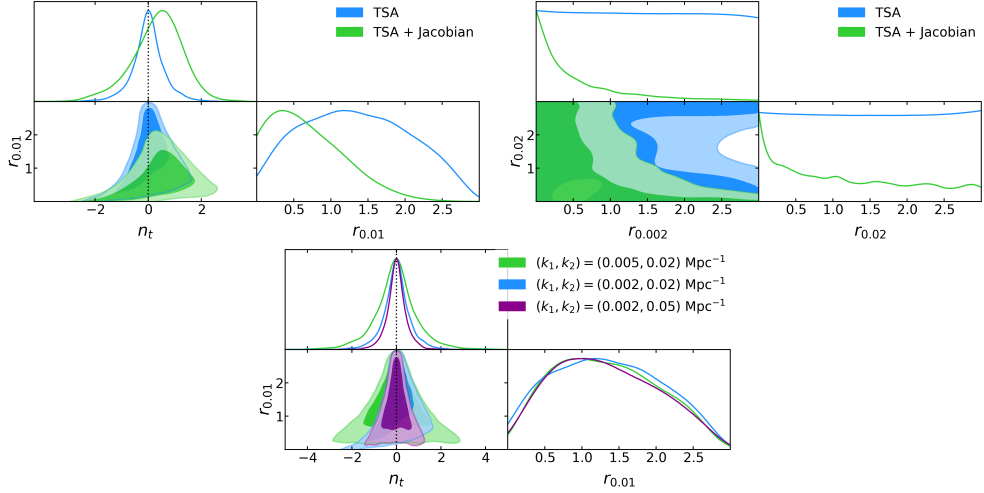 TSA
TSA + Jacobian
r0.01
2
1
−2
0
2
nt
0.5
1.0
1.5
2.0
2.5
r0.01
TSA
TSA + Jacobian
r0.02
2
1
0.5
1.0
1.5
2.0
2.5
r0.002
0.5
1.0
1.5
2.0
2.5
r0.02
(k1, k2) = (0.005, 0.02) Mpc−1
(k1, k2) = (0.002, 0.02) Mpc−1
(k1, k2) = (0.002, 0.05) Mpc−1
r0.01
2
1
−4
−2
0
2
4
nt
0.5
1.0
1.5
2.0
2.5
r0.01